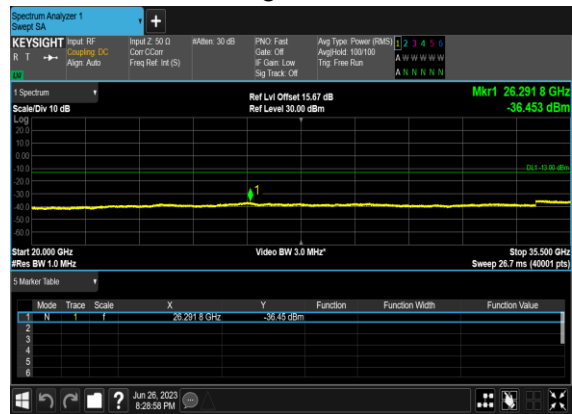 Spectrum Analyzer 1
Swept SA
KEYSIGHT Input: RF Input Z: 50 Ω #Atten: 30 dB PNO: Fast Avg Type: Power (RMS) 1 2 3 4 5 6
R T Coupling: DC Corr CCorr Gate: Off Avg|Hold: 100/100 A W W W W W
Align: Auto Freq Ref: Int (S) IF Gain: Low Trig: Free Run A N N N N N
Sig Track: Off
1 Spectrum
Scale/Div 10 dB
Ref Lvl Offset 15.67 dB
Ref Level 30.00 dBm
Mkr1 26.291 8 GHz
-36.453 dBm
Log
20.0
10.0
0.00
-10.0
DL1 -13.00 dBm
-20.0
-30.0
1
-40.0
-50.0
-60.0
Start 20.000 GHz Video BW 3.0 MHz* Stop 35.500 GHz
#Res BW 1.0 MHz Sweep 26.7 ms (40001 pts)
5 Marker Table
Mode Trace Scale X Y Function Function Width Function Value
1 N 1 f 26.291 8 GHz -36.45 dBm
2
3
4
5
6
Jun 26, 2023
8:28:58 PM